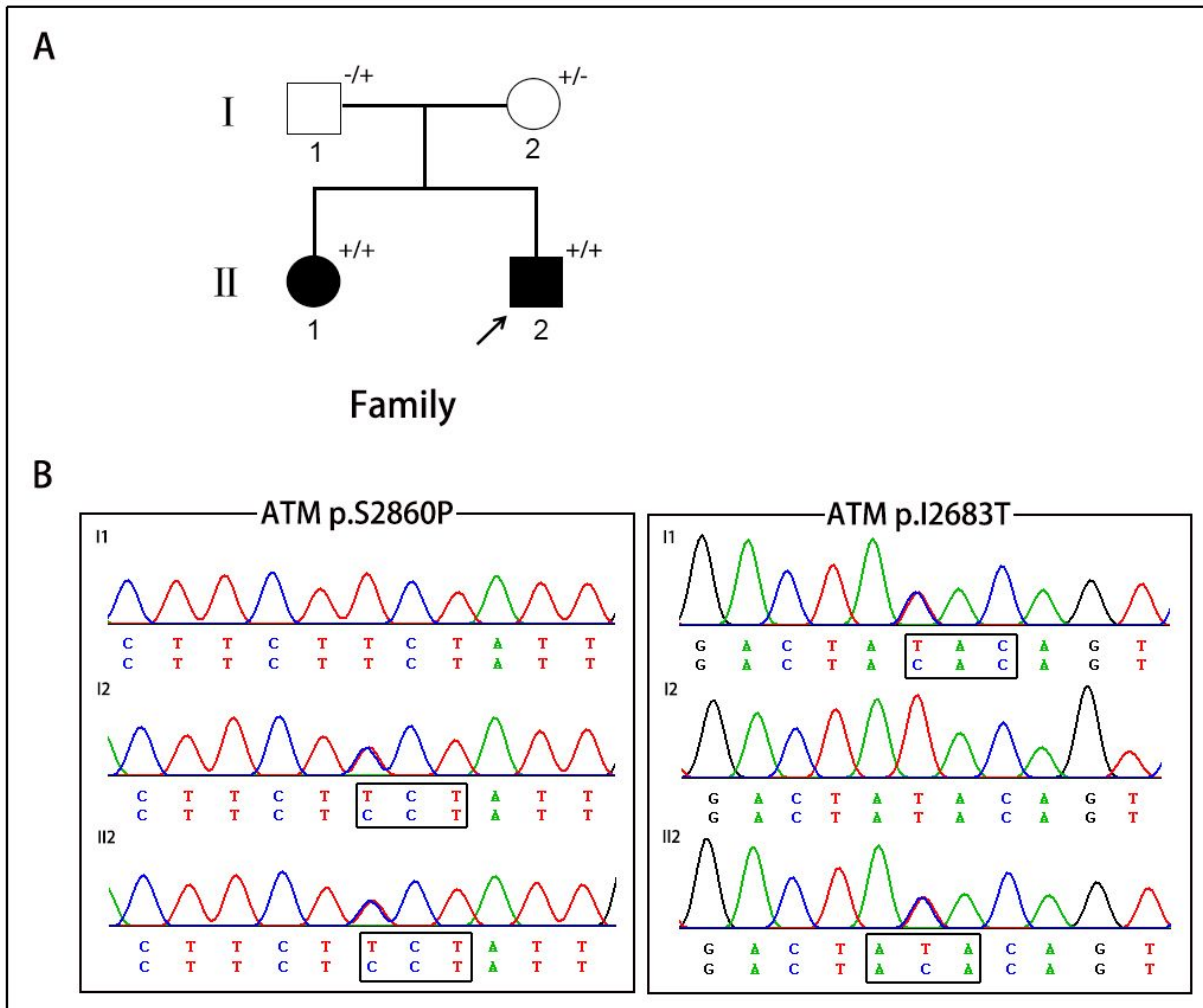 A
-/+ +/-
I
1 2
+/+ +/+
II
1 2
Family
B
ATM p.S2860P
I1
C T T C T T C T A T T
C T T C T T C T A T T
I2
C T T C T T C T A T T
C T T C T C C T A T T
II2
C T T C T T C T A T T
C T T C T C C T A T T
ATM p.I2683T
I1
G A C T A T A C A G T
G A C T A C A C A G T
I2
G A C T A T A C A G T
G A C T A T A C A G T
II2
G A C T A T A C A G T
G A C T A C A C A G T